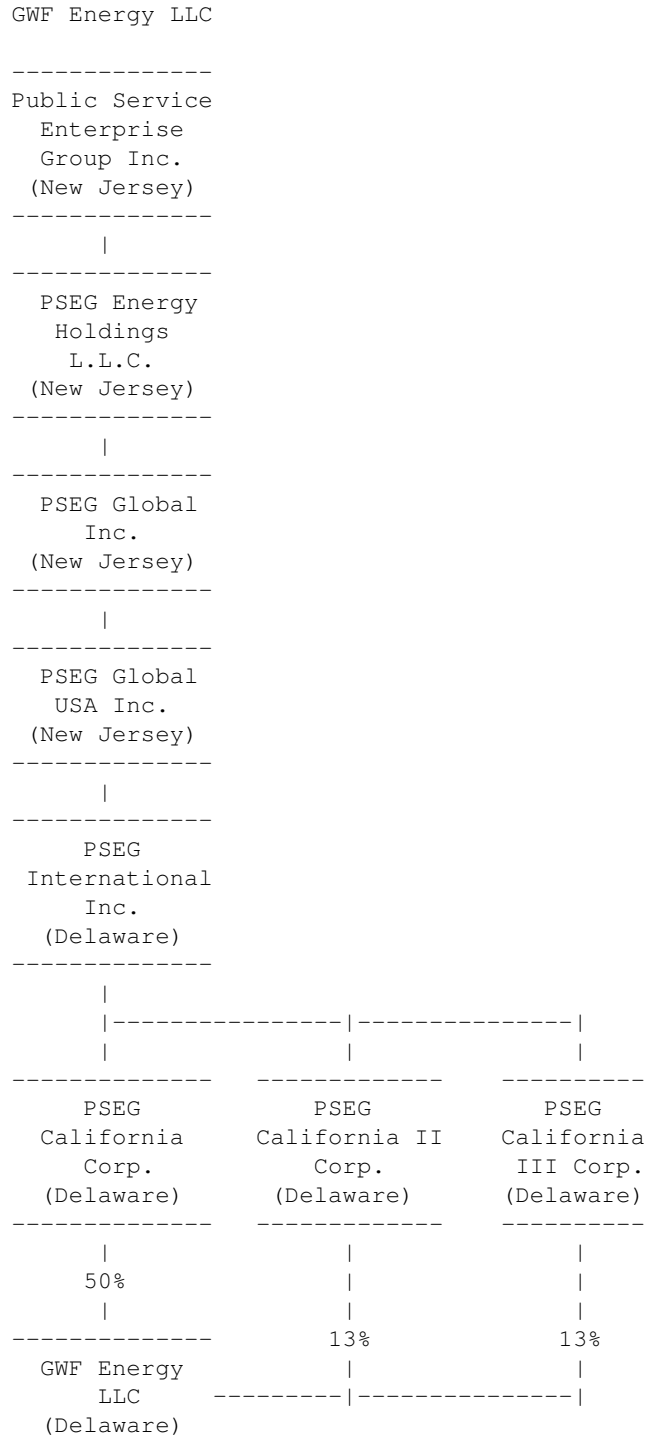 GWF Energy LLC
--------------
Public Service
Enterprise
Group Inc.
(New Jersey)
--------------
|
--------------
PSEG Energy
Holdings
L.L.C.
(New Jersey)
--------------
|
--------------
PSEG Global
Inc.
(New Jersey)
--------------
|
--------------
PSEG Global
USA Inc.
(New Jersey)
--------------
|
--------------
PSEG
International
Inc.
(Delaware)
--------------
|
|----------------|---------------|
| | |
-------------- ------------- ----------
PSEG PSEG PSEG
California California II California
Corp. Corp. III Corp.
(Delaware) (Delaware) (Delaware)
-------------- ------------- ----------
| | |
50% | |
| | |
-------------- 13% 13%
GWF Energy | |
LLC ---------|---------------|
(Delaware)